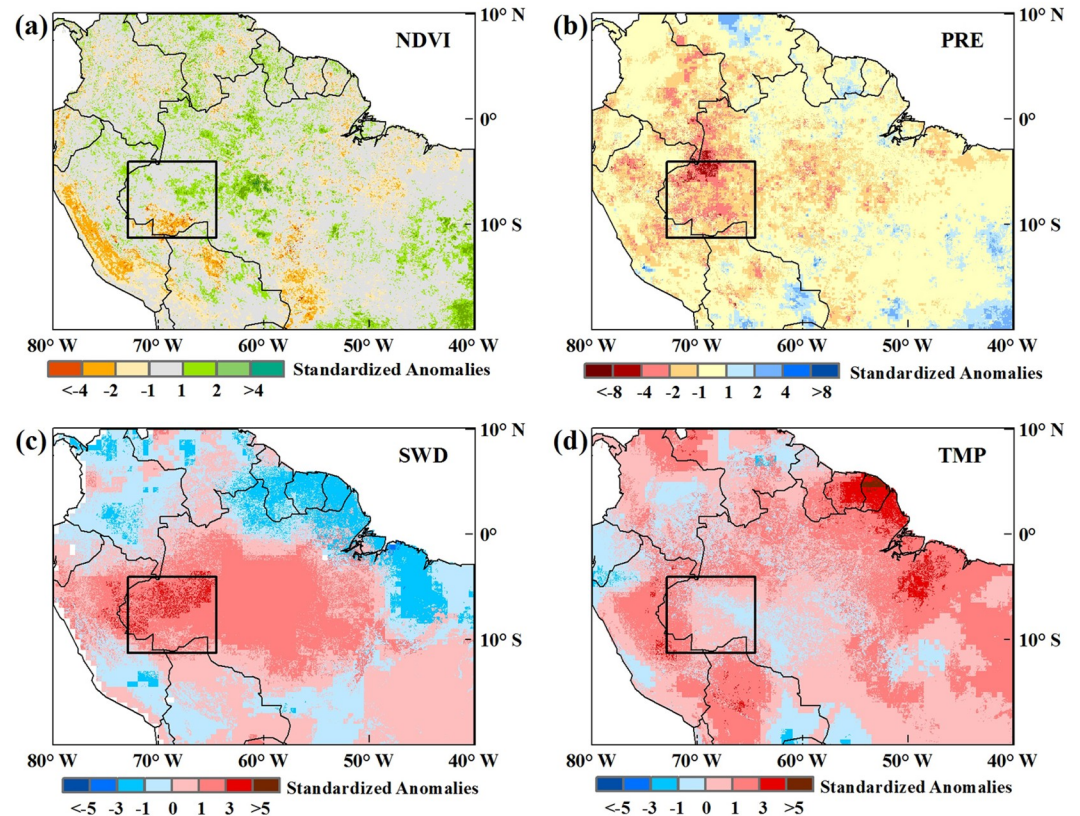 (a) NDVI
(b) PRE
10° N
0°
10° S
80° W 70° W 60° W 50° W 40° W
80° W 70° W 60° W 50° W 40° W
Standardized Anomalies
<-4 -2 -1 1 2 >4
Standardized Anomalies
<-8 -4 -2 -1 1 2 4 >8
(c) SWD
(d) TMP
10° N
10° N
0°
0°
10° S
10° S
80° W 70° W 60° W 50° W 40° W
80° W 70° W 60° W 50° W 40° W
Standardized Anomalies
<-5 -3 -1 0 1 3 >5
Standardized Anomalies
<-5 -3 -1 0 1 3 >5